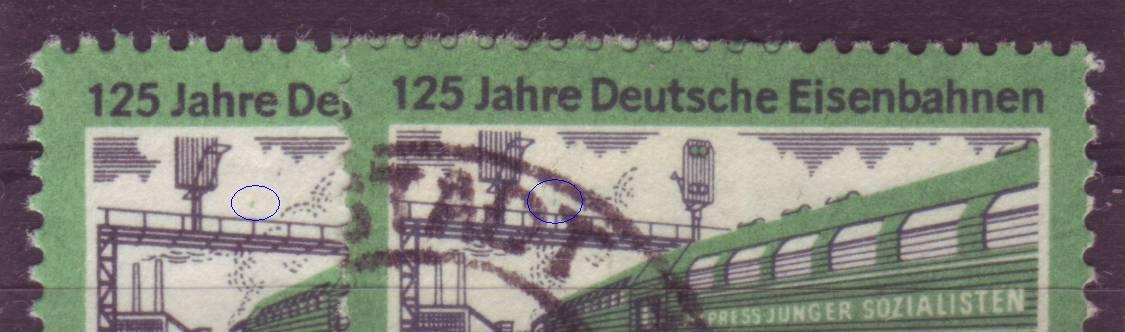 125 Jahre De
125 Jahre Deutsche Eisenbahnen
PRESS JUNGER SOZIALISTEN